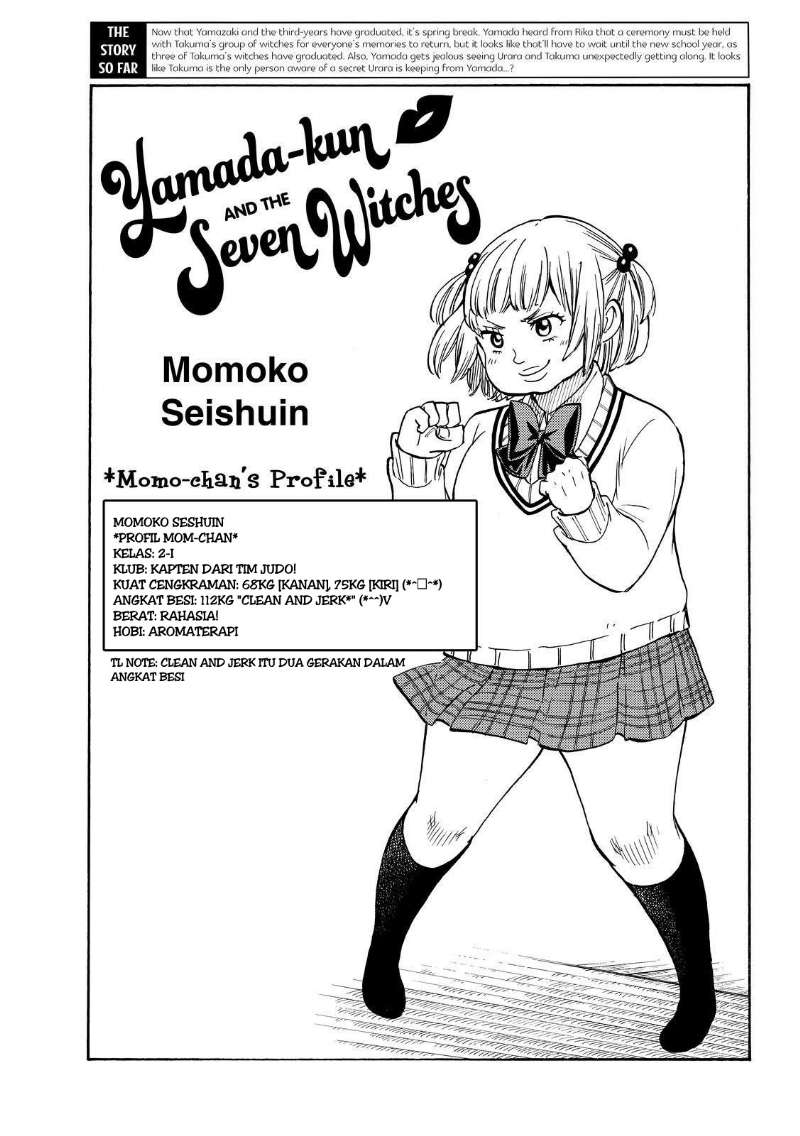 THE
STORY
SO FAR
Now that Yamazaki and the third-years have graduated, it's spring break. Yamada heard from Rika that a ceremony must be held
with Takuma's group of witches for everyone's memories to return, but it looks like that'll have to wait until the new school year, as
three of Takuma's witches have graduated. Also, Yamada gets jealous seeing Urara and Takuma unexpectedly getting along. It looks
like Takuma is the only person aware of a secret Urara is keeping from Yamada...?
Yamada-kun
AND THE
Seven Witches
Momoko
Seishuin
*Momo-chan's Profile*
MOMOKO SESHUIN
*PROFIL MOM-CHAN*
KELAS: 2-I
KLUB: KAPTEN DARI TIM JUDO!
KUAT CENGKRAMAN: 68KG [KANAN], 75KG [KIRI] (*^□^*)
ANGKAT BESI: 112KG "CLEAN AND JERK*" (*^^)V
BERAT: RAHASIA!
HOBI: AROMATERAPI
TL NOTE: CLEAN AND JERK ITU DUA GERAKAN DALAM
ANGKAT BESI